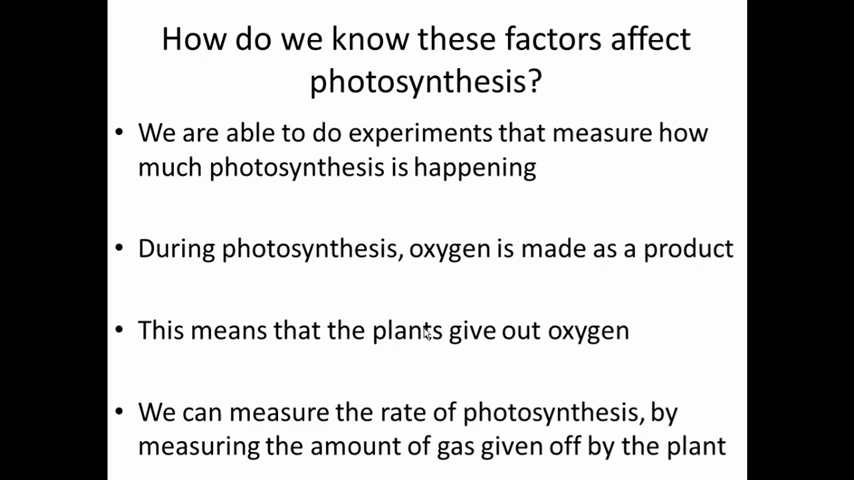 How do we know these factors affect
photosynthesis?
• We are able to do experiments that measure how
much photosynthesis is happening
• During photosynthesis, oxygen is made as a product
• This means that the plants give out oxygen
• We can measure the rate of photosynthesis, by
measuring the amount of gas given off by the plant